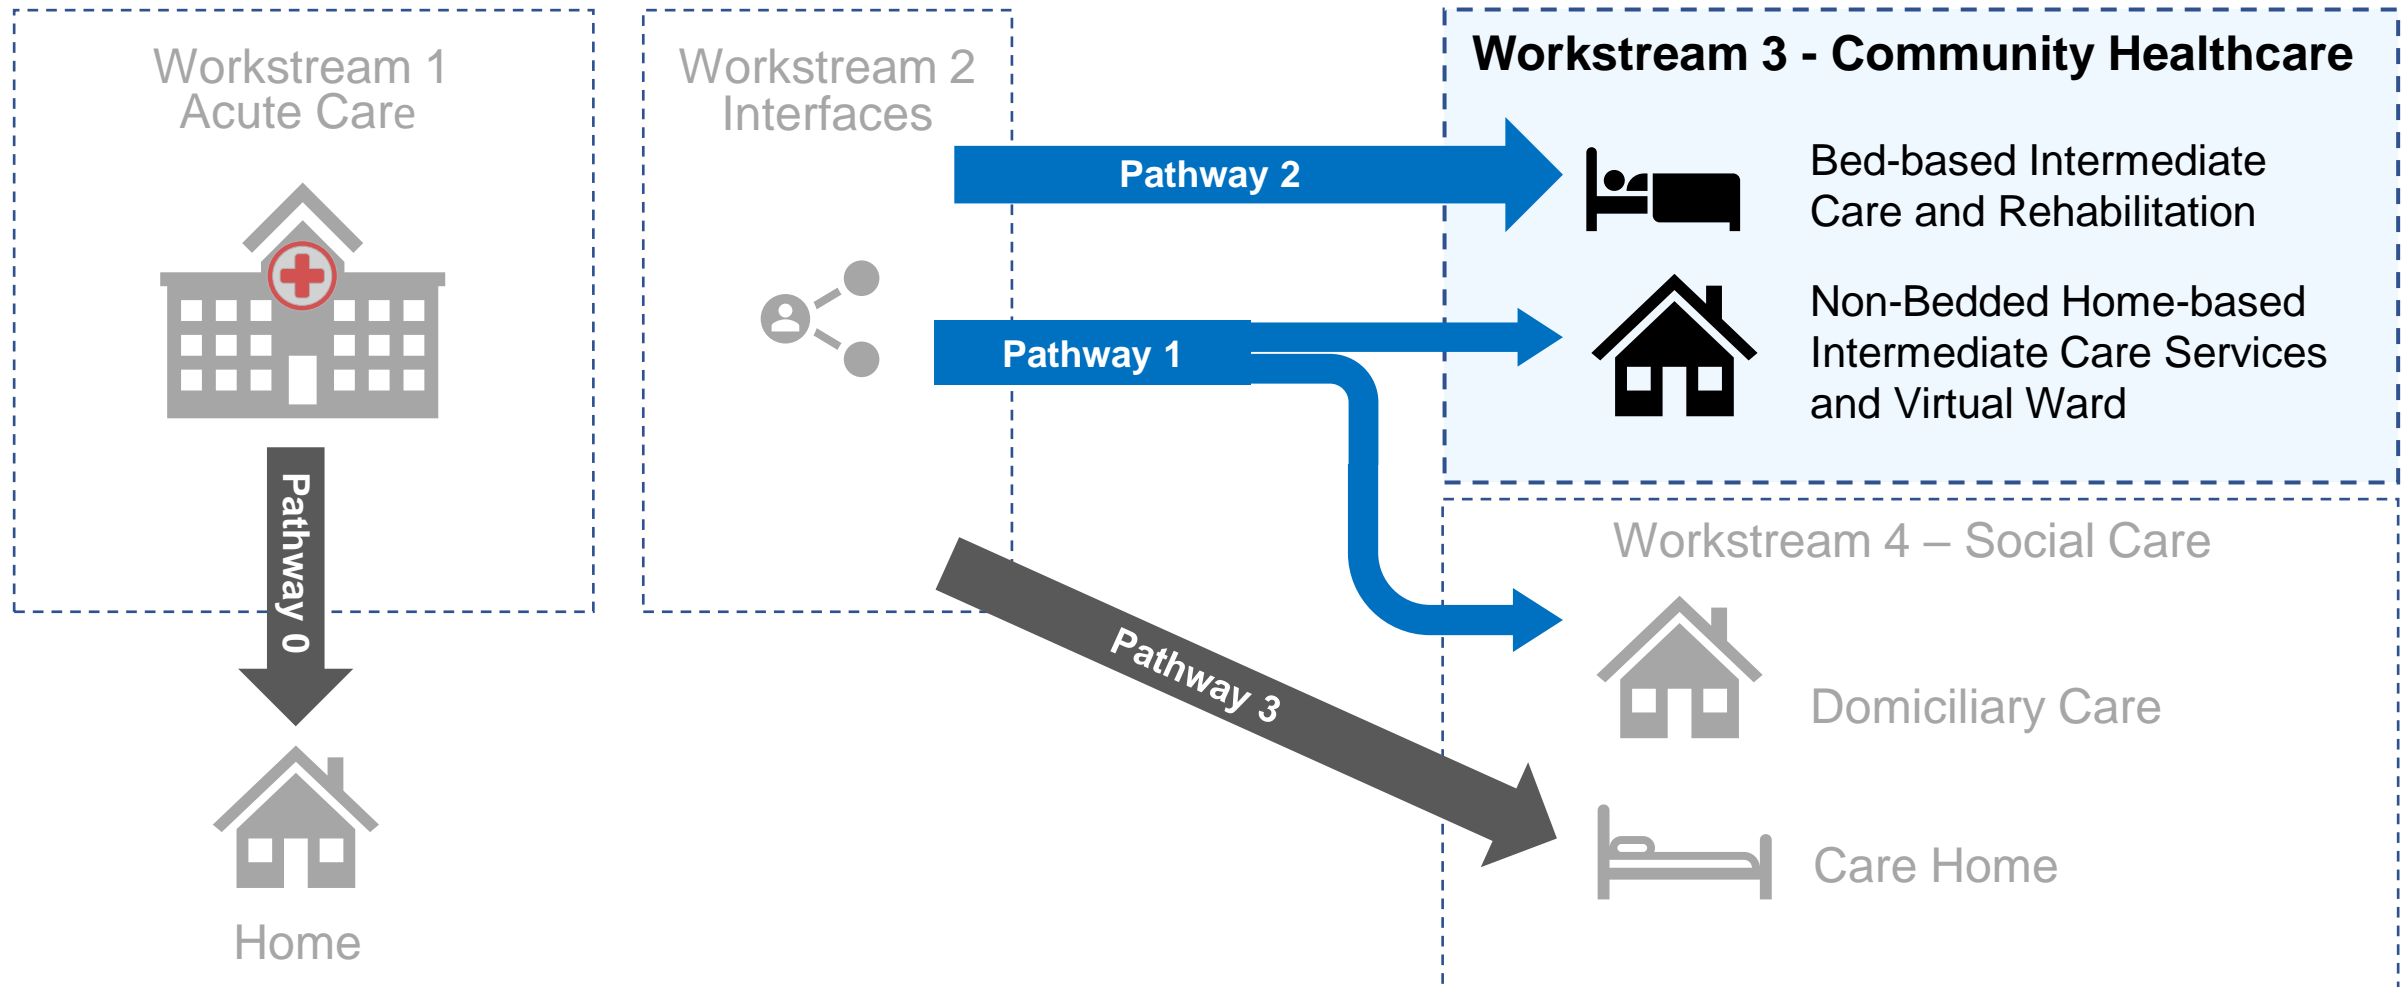 Workstream 1
Acute Care
Pathway 0
Home
Workstream 2
Interfaces
Pathway 2
Pathway 1
Pathway 3
Workstream 3 - Community Healthcare
Bed-based Intermediate
Care and Rehabilitation
Non-Bedded Home-based
Intermediate Care Services
and Virtual Ward
Workstream 4 – Social Care
Domiciliary Care
Care Home